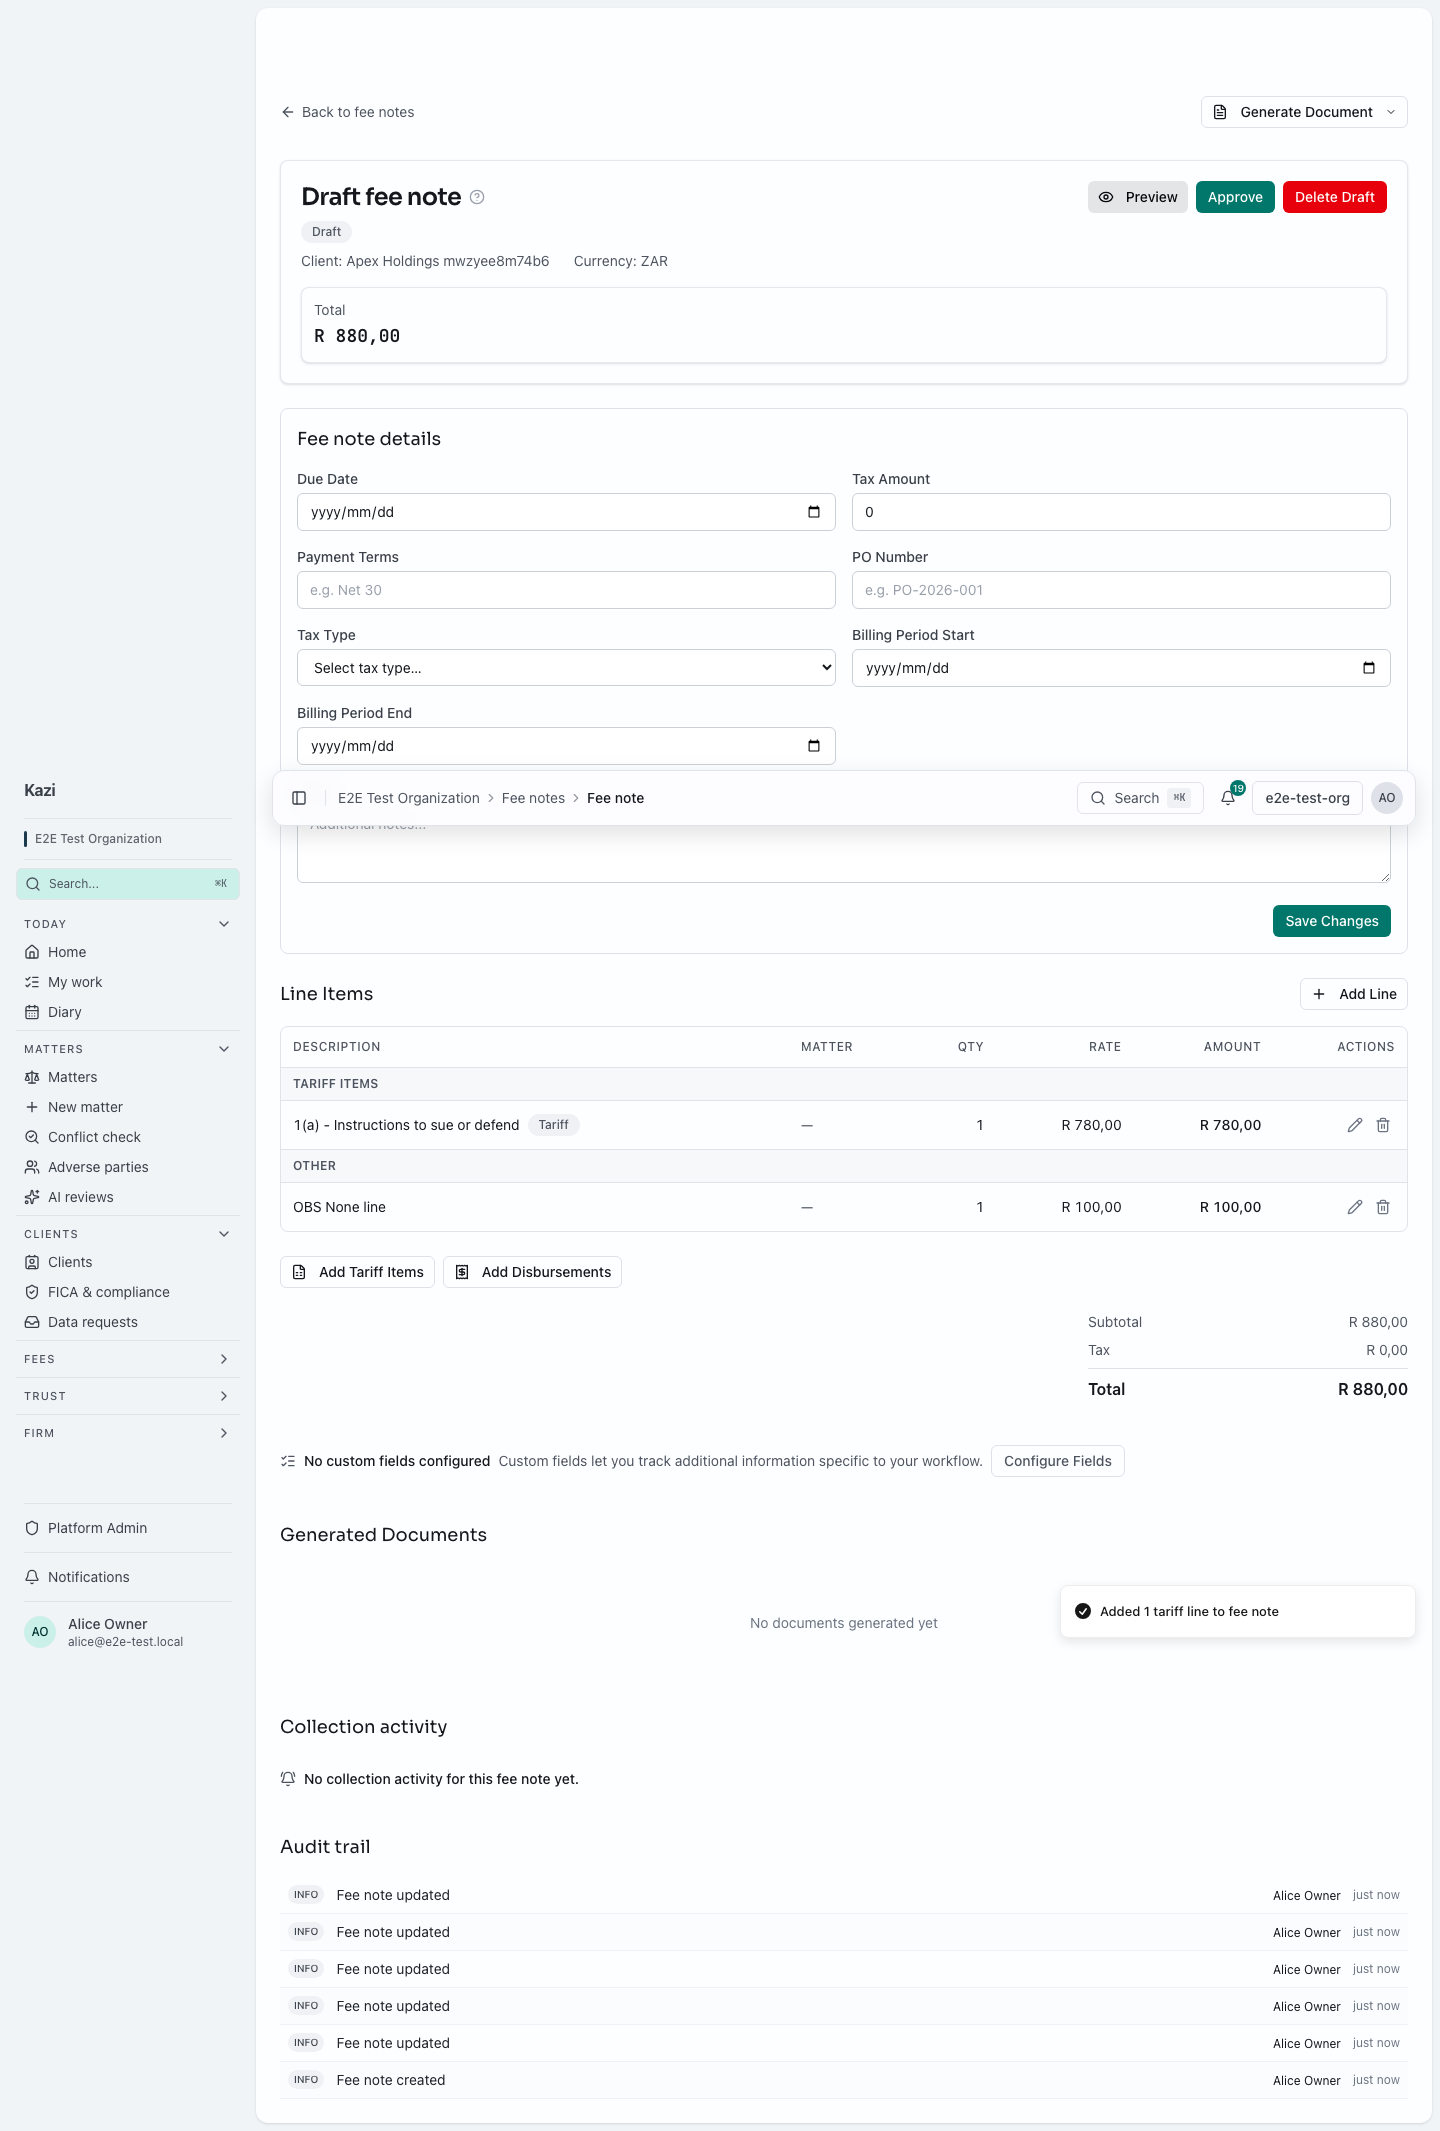 Back to fee notes
Generate Document
Draft fee note
Preview
Approve
Delete Draft
Draft
Client: Apex Holdings mwzyee8m74b6
Currency: ZAR
Total
R 880,00
Fee note details
Due Date
Tax Amount
yyyy/mm/dd
0
Payment Terms
PO Number
e.g. Net 30
e.g. PO-2026-001
Tax Type
Billing Period Start
Select tax type...
yyyy/mm/dd
Billing Period End
yyyy/mm/dd
Kazi
E2E Test Organization
Search...
⌘K
TODAY
Home
My work
Diary
MATTERS
Matters
New matter
Conflict check
Adverse parties
AI reviews
CLIENTS
Clients
FICA & compliance
Data requests
FEES
TRUST
FIRM
Platform Admin
Notifications
AO
Alice Owner
alice@e2e-test.local
E2E Test Organization
Fee notes
Fee note
Search
⌘K
19
e2e-test-org
AO
Additional notes...
Save Changes
Line Items
Add Line
DESCRIPTION
MATTER
QTY
RATE
AMOUNT
ACTIONS
TARIFF ITEMS
1(a) - Instructions to sue or defend
Tariff
—
1
R 780,00
R 780,00
OTHER
OBS None line
—
1
R 100,00
R 100,00
Add Tariff Items
Add Disbursements
Subtotal
R 880,00
Tax
R 0,00
Total
R 880,00
No custom fields configured
Custom fields let you track additional information specific to your workflow.
Configure Fields
Generated Documents
No documents generated yet
Added 1 tariff line to fee note
Collection activity
No collection activity for this fee note yet.
Audit trail
INFO
Fee note updated
Alice Owner
just now
INFO
Fee note updated
Alice Owner
just now
INFO
Fee note updated
Alice Owner
just now
INFO
Fee note updated
Alice Owner
just now
INFO
Fee note updated
Alice Owner
just now
INFO
Fee note created
Alice Owner
just now